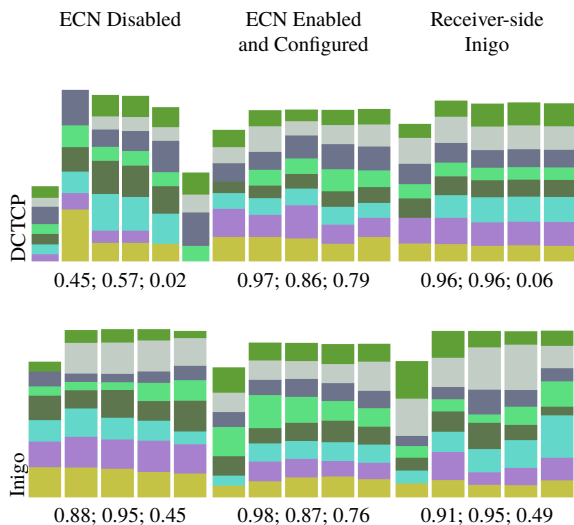 ECN Disabled
ECN Enabled
and Configured
Receiver-side
Inigo
DCTCP
0.45; 0.57; 0.02
0.97; 0.86; 0.79
0.96; 0.96; 0.06
Inigo
0.88; 0.95; 0.45
0.98; 0.87; 0.76
0.91; 0.95; 0.49